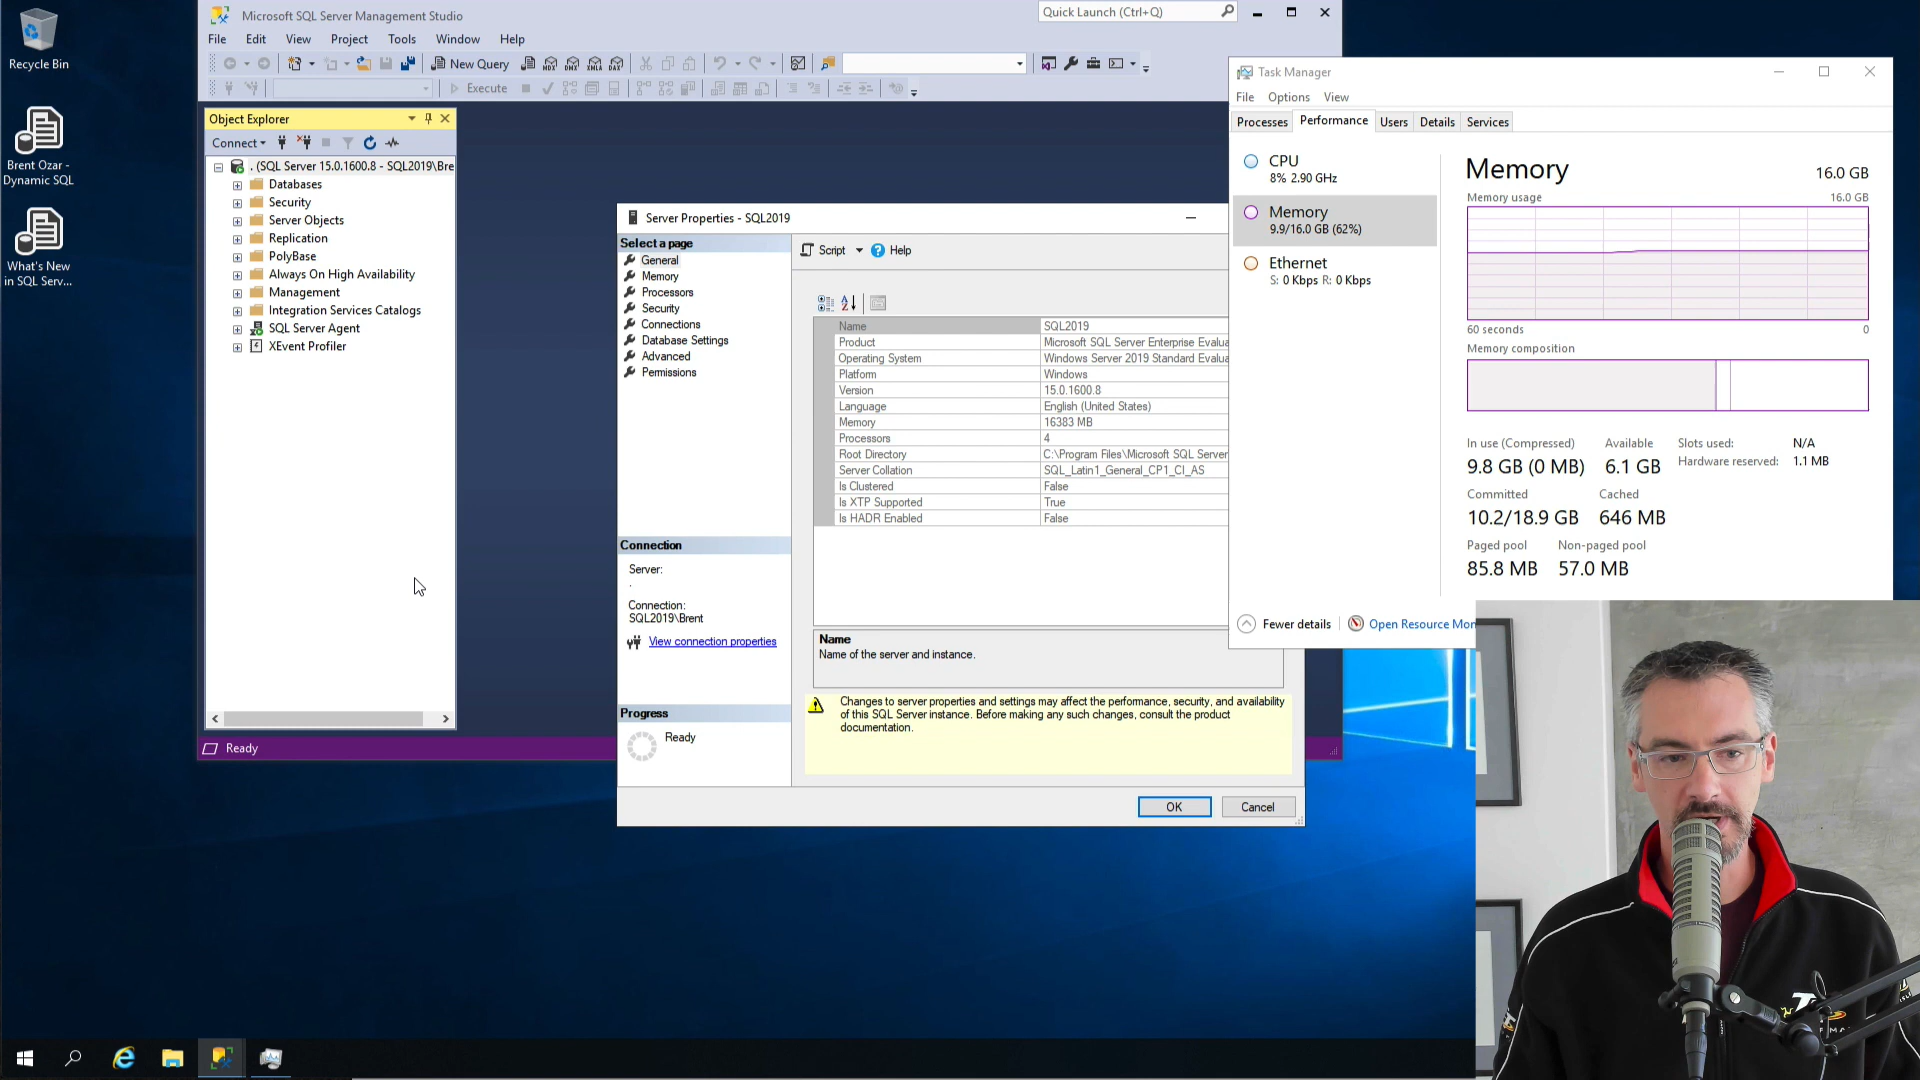 Recycle Bin
Brent Ozar -
Dynamic SQL
What's New
in SQL Serv...
Microsoft SQL Server Management Studio
Quick Launch (Ctrl+Q)
File Edit View Project Tools Window Help
New Query
MDX DMX XMLA DAX
Execute
Object Explorer
Connect
. (SQL Server 15.0.1600.8 - SQL2019\Bre
Databases
Security
Server Objects
Replication
PolyBase
Always On High Availability
Management
Integration Services Catalogs
SQL Server Agent
XEvent Profiler
Ready
Server Properties - SQL2019
Select a page
General
Memory
Processors
Security
Connections
Database Settings
Advanced
Permissions
Connection
Server:
.
Connection:
SQL2019\Brent
View connection properties
Progress
Ready
Script Help
Name SQL2019
Product Microsoft SQL Server Enterprise Evalua
Operating System Windows Server 2019 Standard Evalua
Platform Windows
Version 15.0.1600.8
Language English (United States)
Memory 16383 MB
Processors 4
Root Directory C:\Program Files\Microsoft SQL Server
Server Collation SQL_Latin1_General_CP1_CI_AS
Is Clustered False
Is XTP Supported True
Is HADR Enabled False
Name
Name of the server and instance.
Changes to server properties and settings may affect the performance, security, and availability
of this SQL Server instance. Before making any such changes, consult the product
documentation.
OK Cancel
Task Manager
File Options View
Processes Performance Users Details Services
CPU
8% 2.90 GHz
Memory
9.9/16.0 GB (62%)
Ethernet
S: 0 Kbps R: 0 Kbps
Memory 16.0 GB
Memory usage 16.0 GB
60 seconds 0
Memory composition
In use (Compressed) Available Slots used: N/A
9.8 GB (0 MB) 6.1 GB Hardware reserved: 1.1 MB
Committed Cached
10.2/18.9 GB 646 MB
Paged pool Non-paged pool
85.8 MB 57.0 MB
Fewer details Open Resource Mon